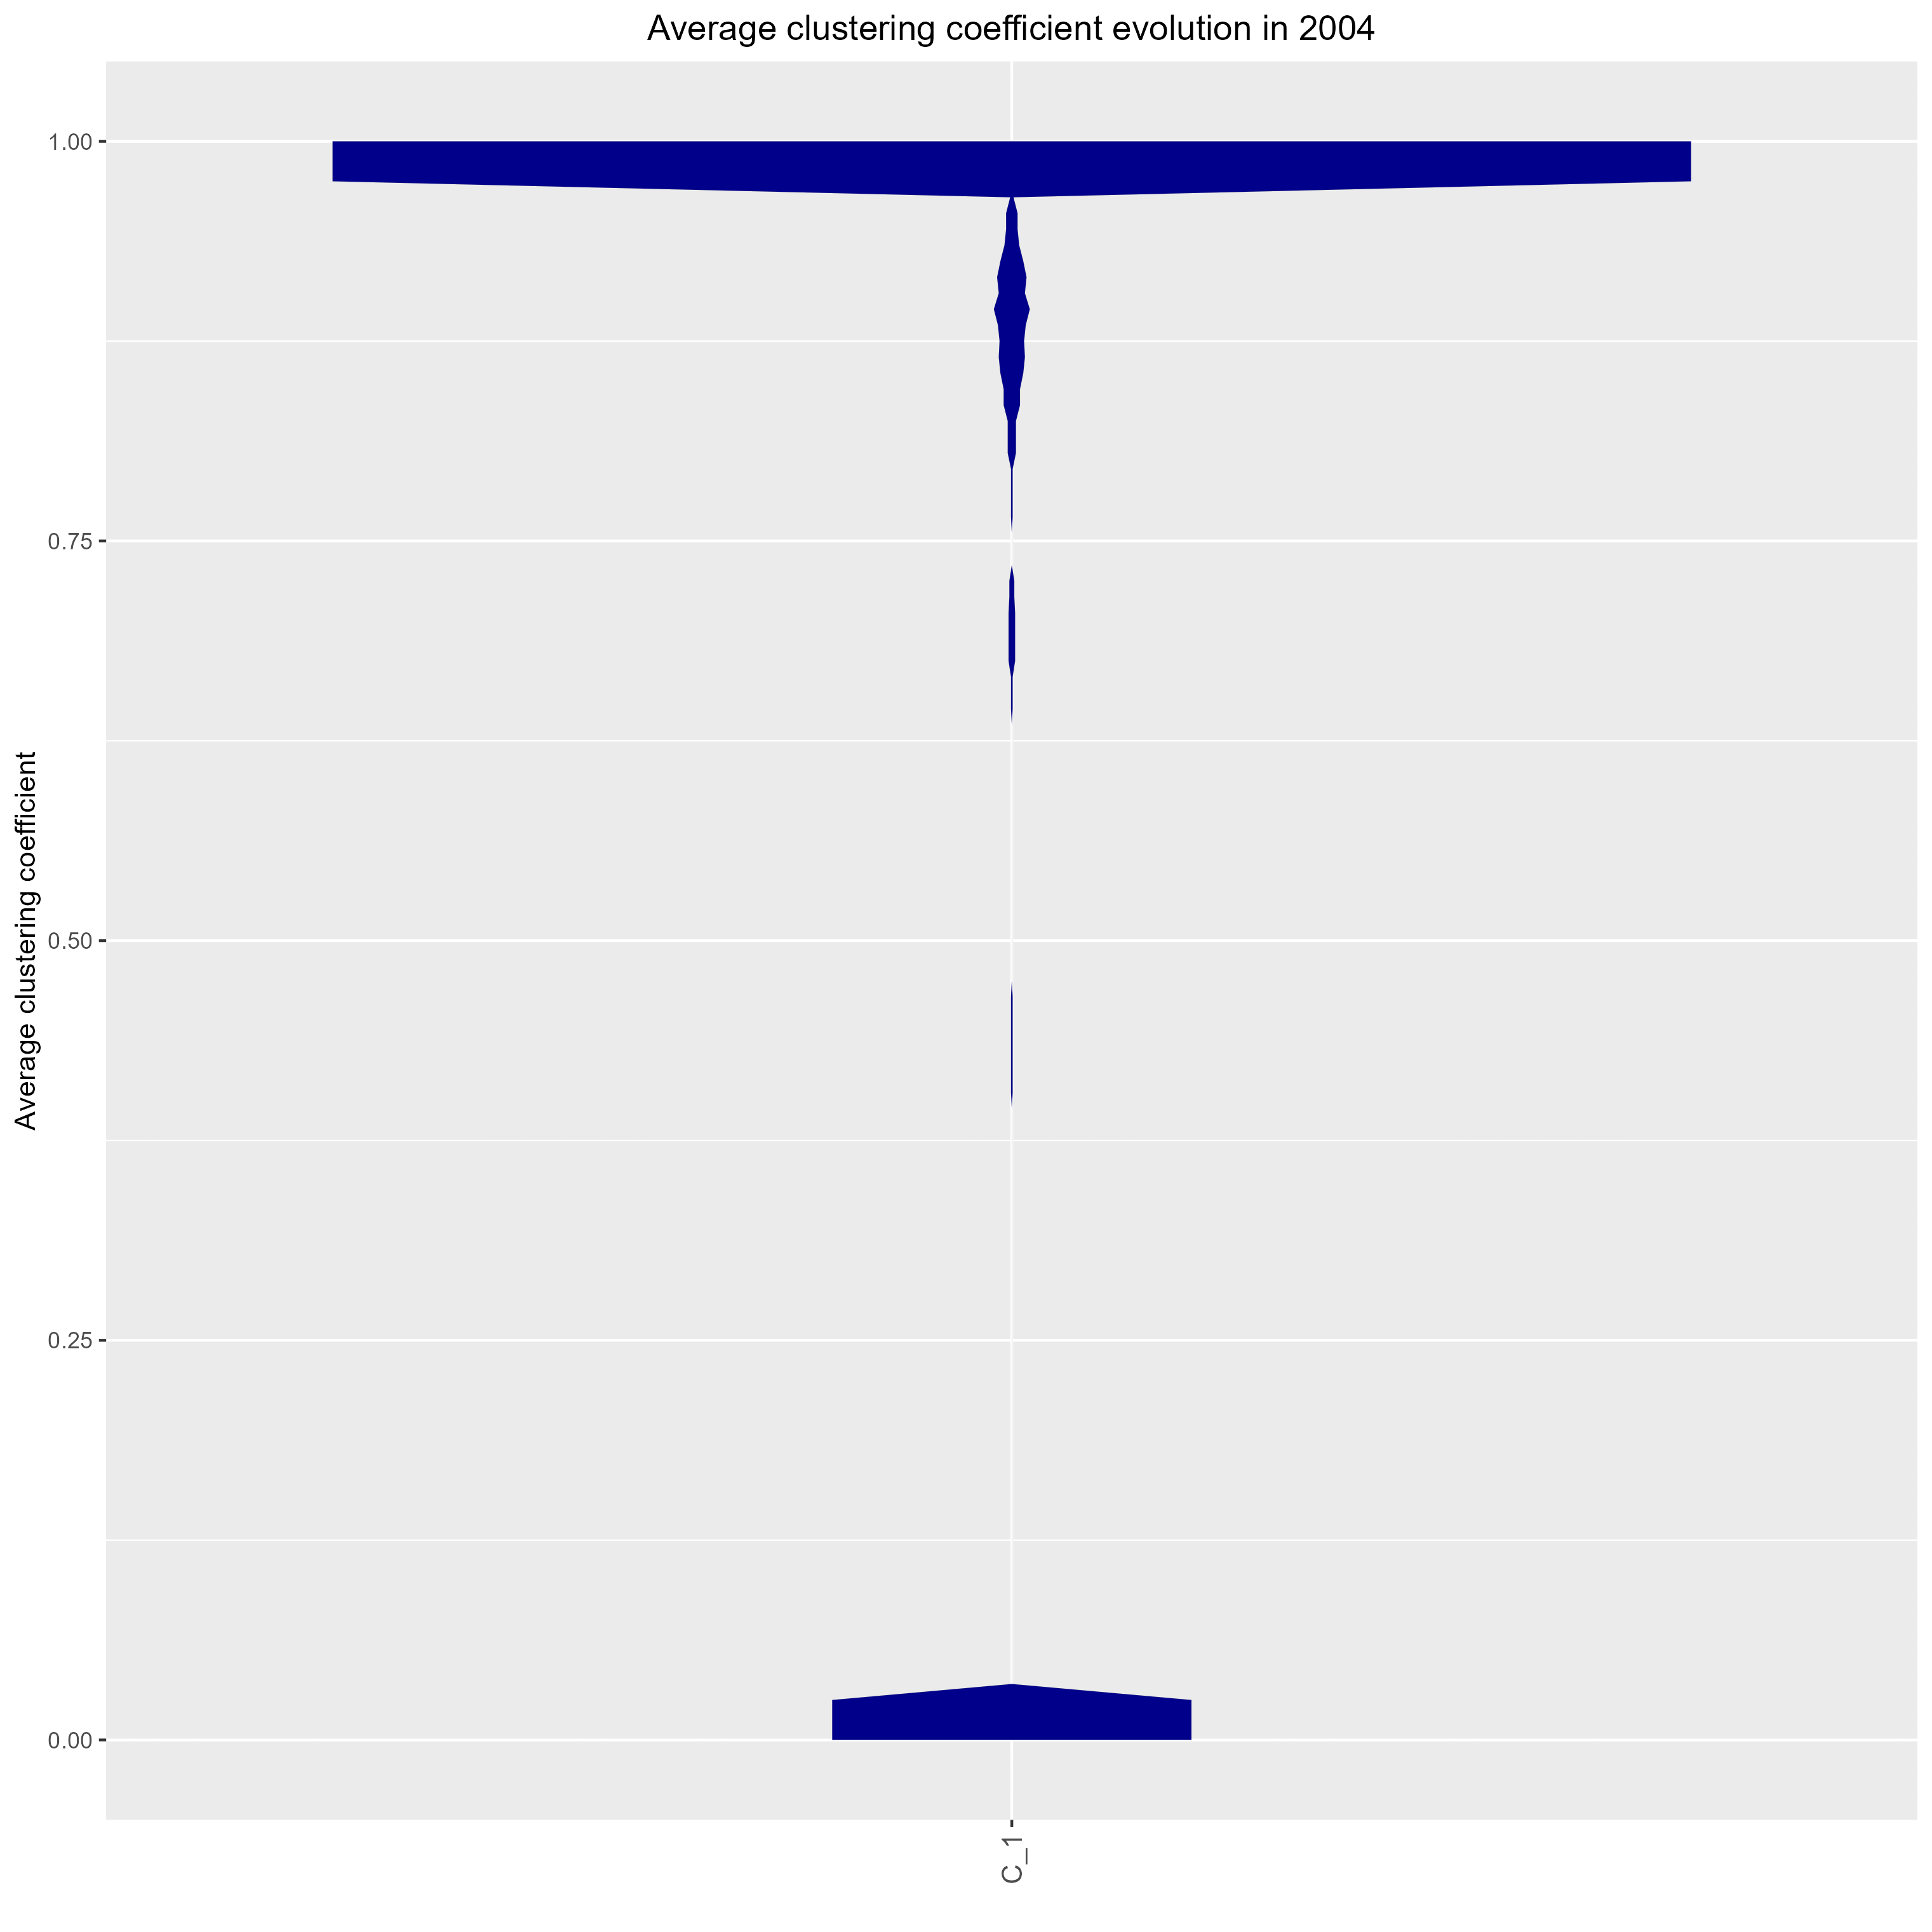 Average clustering coefficient evolution in 2004
Average clustering coefficient
1.00
0.75
0.50
0.25
0.00
C_1